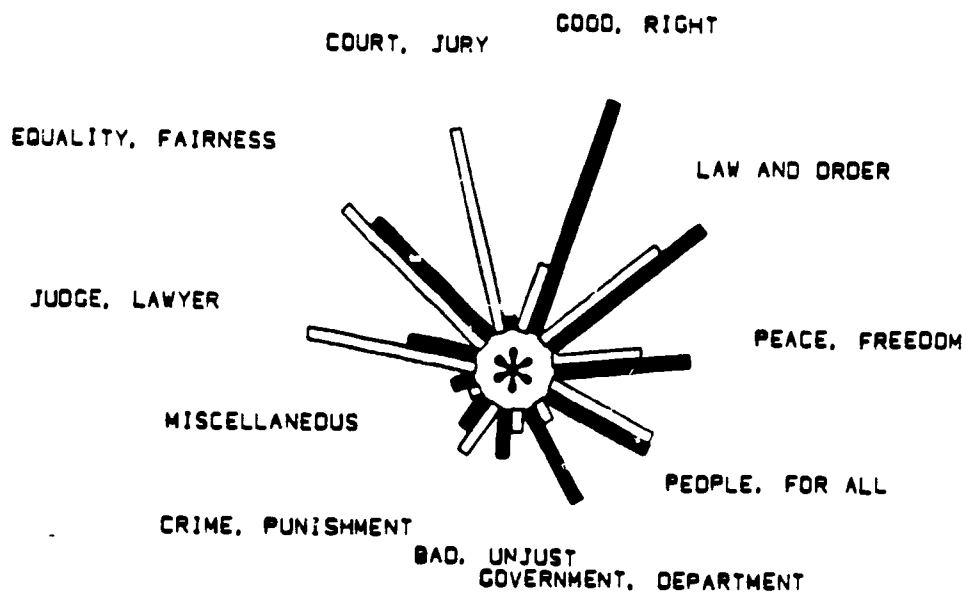 GOOD, RIGHT
COURT, JURY
EQUALITY, FAIRNESS
LAW AND ORDER
JUDGE, LAWYER
PEACE, FREEDOM
MISCELLANEOUS
PEOPLE, FOR ALL
CRIME, PUNISHMENT
BAD, UNJUST
GOVERNMENT, DEPARTMENT